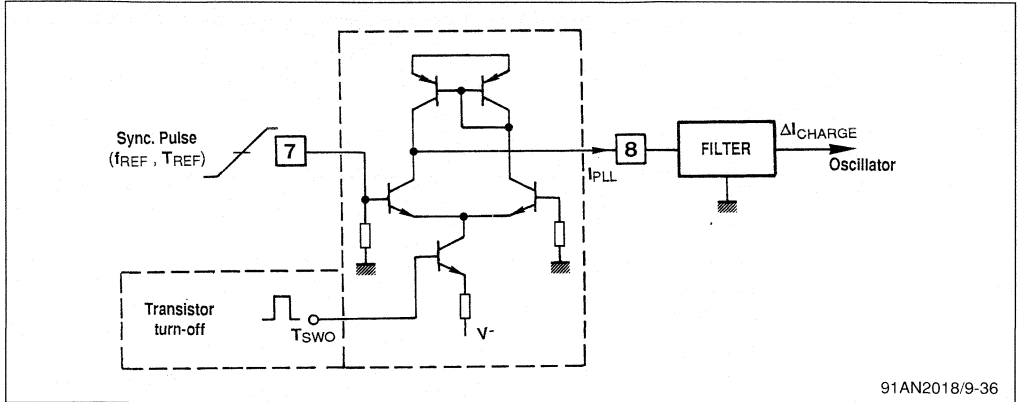 Sync. Pulse
(fREF , TREF)
7
IPLL
8
FILTER
ΔICHARGE
Oscillator
Transistor
turn-off
TSWO
V-
91AN2018/9-36